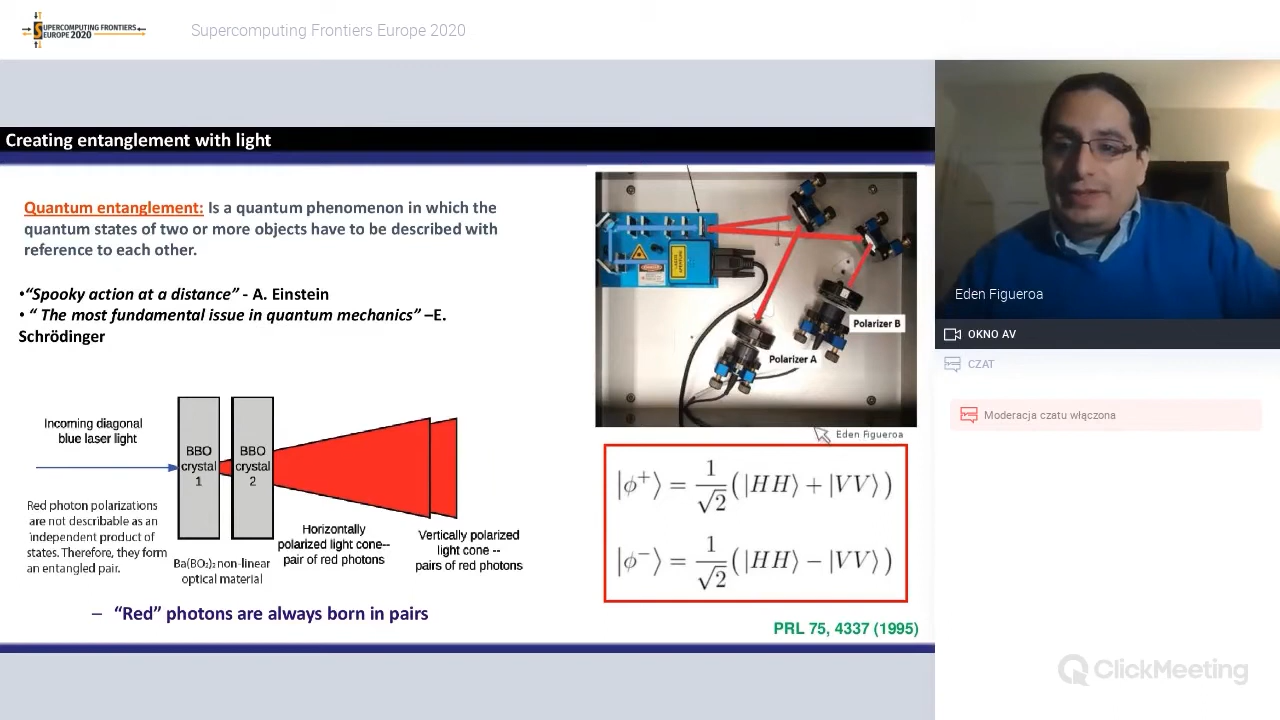 SUPERCOMPUTING FRONTIERS
EUROPE 2020
Supercomputing Frontiers Europe 2020
Creating entanglement with light
Quantum entanglement: Is a quantum phenomenon in which the
quantum states of two or more objects have to be described with
reference to each other.
•“Spooky action at a distance” - A. Einstein
• “ The most fundamental issue in quantum mechanics” –E.
Schrödinger
Incoming diagonal
blue laser light
BBO
crystal
1
BBO
crystal
2
Red photon polarizations
are not describable as an
independent product of
states. Therefore, they form
an entangled pair.
Ba(BO₂)₂ non-linear
optical material
Horizontally
polarized light cone--
pair of red photons
Vertically polarized
light cone --
pairs of red photons
– “Red” photons are always born in pairs
Polarizer B
Polarizer A
Eden Figueroa
|ϕ⁺⟩ = 1/√2 (|HH⟩ + |VV⟩)
|ϕ⁻⟩ = 1/√2 (|HH⟩ − |VV⟩)
PRL 75, 4337 (1995)
Eden Figueroa
OKNO AV
CZAT
Moderacja czatu włączona
ClickMeeting